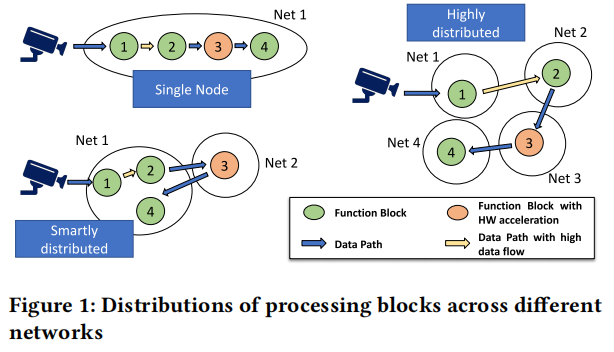 Net 1
1
2
3
4
Single Node
Highly
distributed
Net 1
Net 2
1
2
3
4
Net 4
Net 3
Net 1
1
2
3
4
Net 2
Smartly
distributed
Function Block
Function Block with
HW acceleration
Data Path
Data Path with high
data flow
Figure 1: Distributions of processing blocks across different
networks